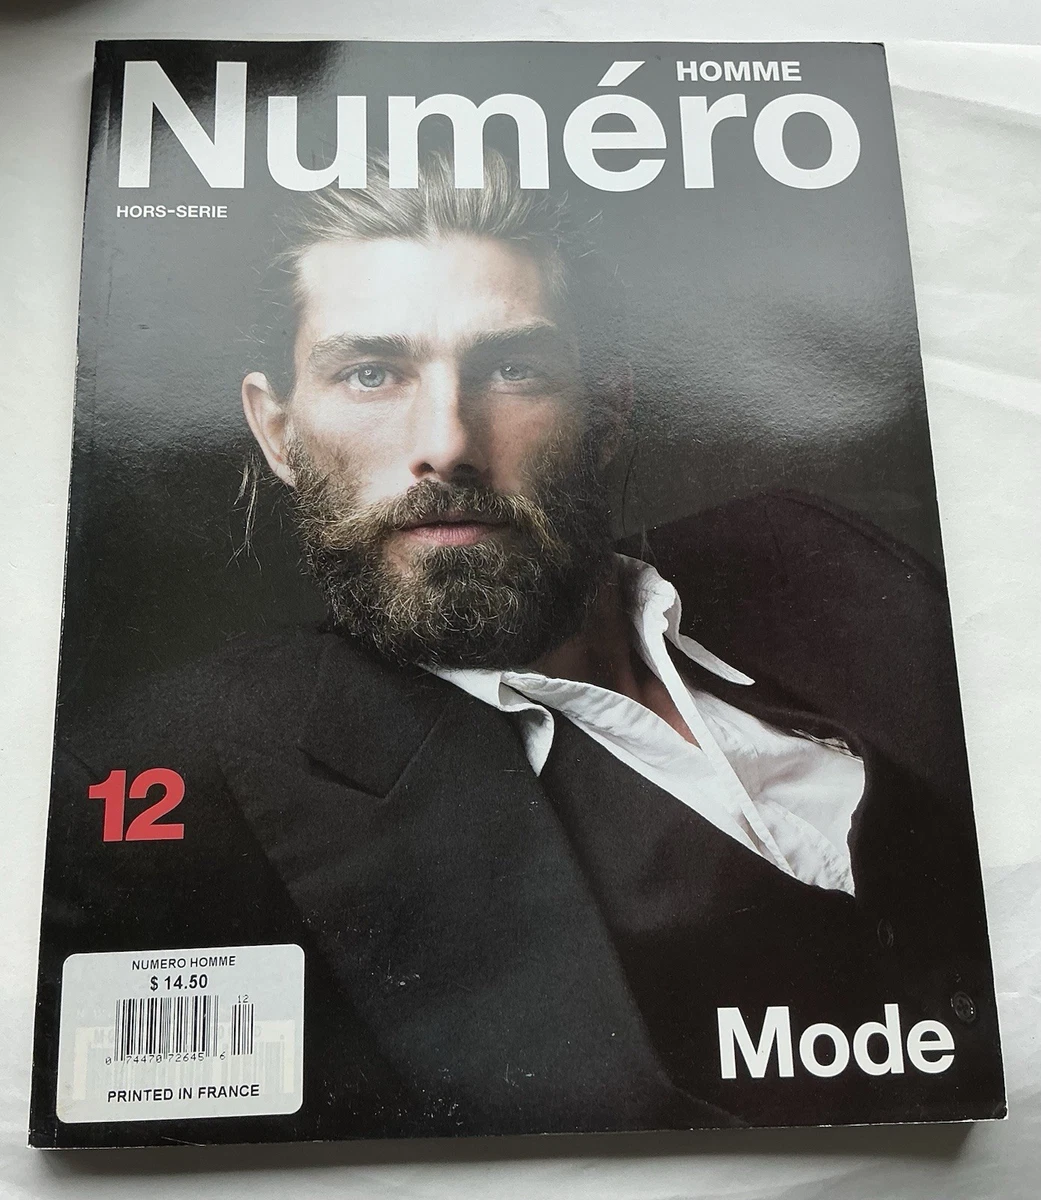 HOMME
Numéro
HORS-SERIE
12
NUMERO HOMME
$ 14.50
12
0 74470 72645 6
PRINTED IN FRANCE
Mode